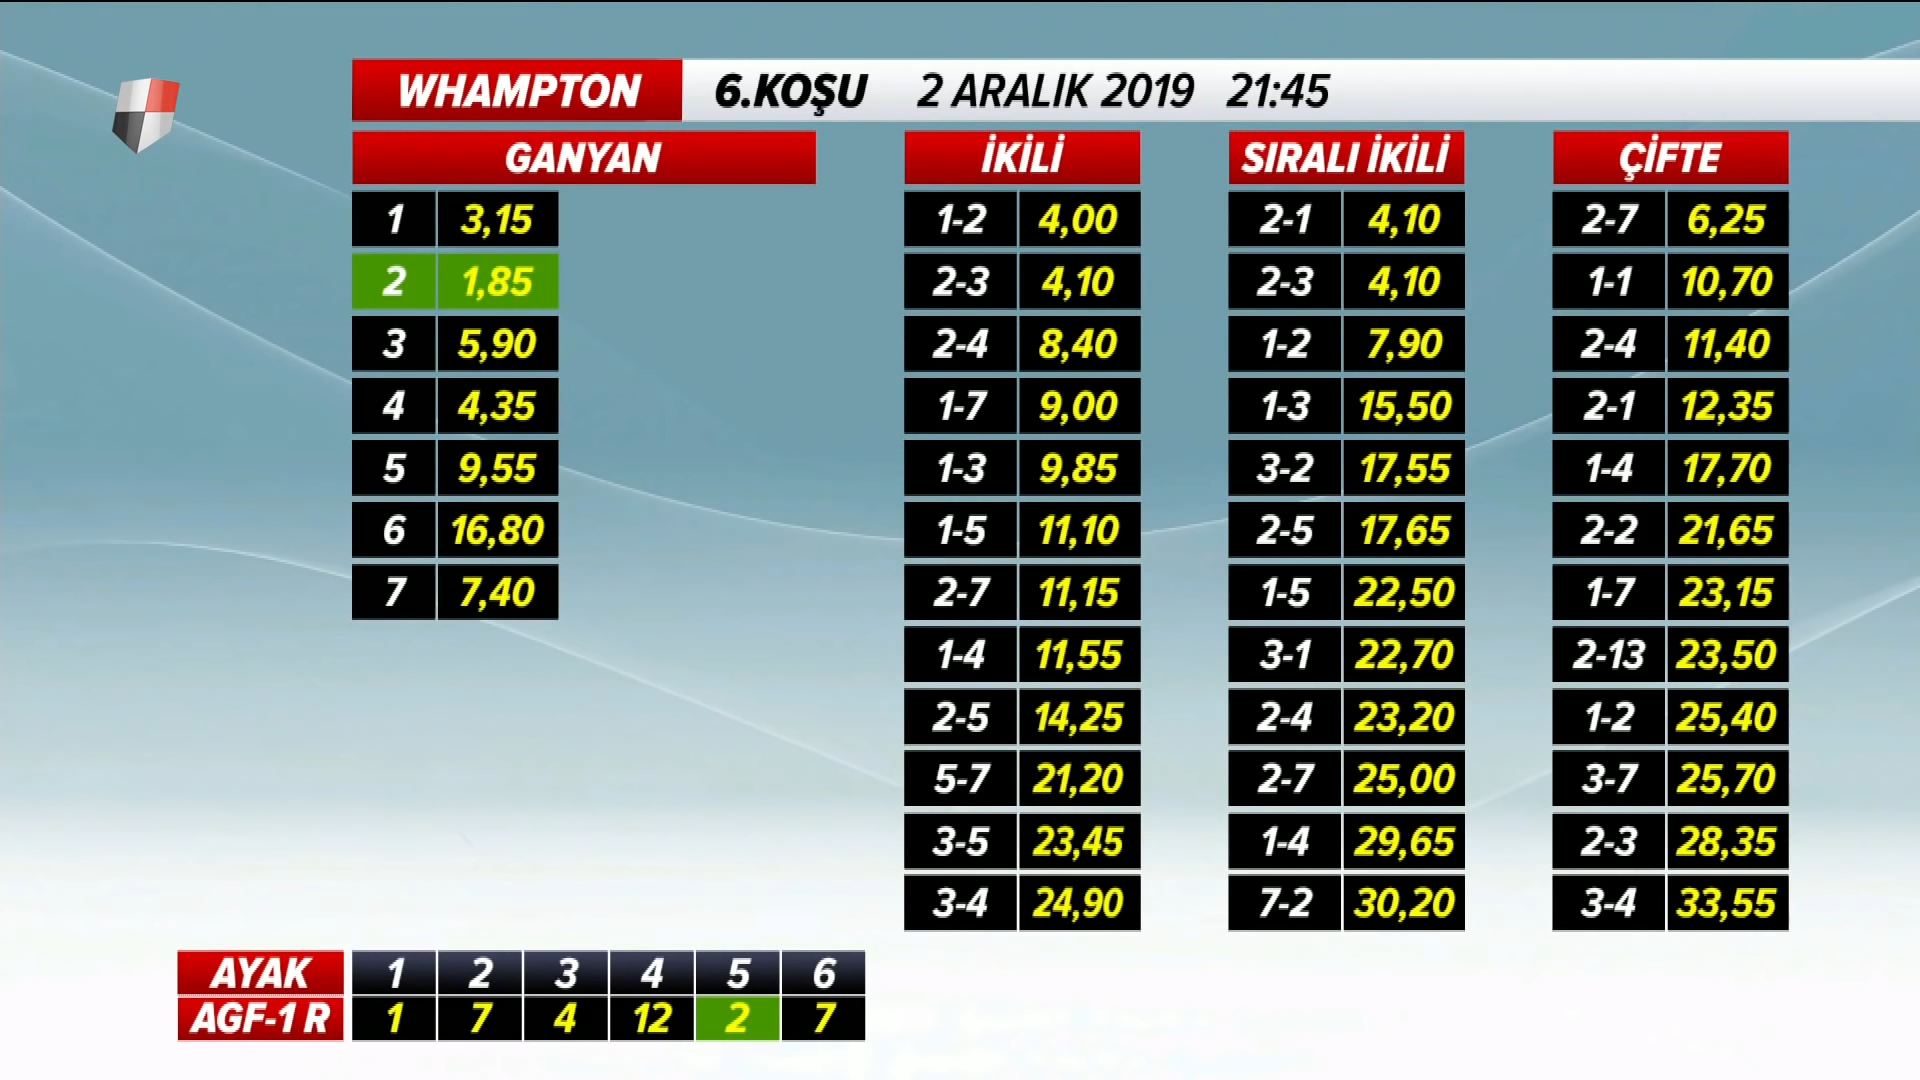 WHAMPTON 6.KOŞU 2 ARALIK 2019 21:45
GANYAN İKİLİ SIRALI İKİLİ ÇİFTE
1 3,15 1-2 4,00 2-1 4,10 2-7 6,25
2 1,85 2-3 4,10 2-3 4,10 1-1 10,70
3 5,90 2-4 8,40 1-2 7,90 2-4 11,40
4 4,35 1-7 9,00 1-3 15,50 2-1 12,35
5 9,55 1-3 9,85 3-2 17,55 1-4 17,70
6 16,80 1-5 11,10 2-5 17,65 2-2 21,65
7 7,40 2-7 11,15 1-5 22,50 1-7 23,15
1-4 11,55 3-1 22,70 2-13 23,50
2-5 14,25 2-4 23,20 1-2 25,40
5-7 21,20 2-7 25,00 3-7 25,70
3-5 23,45 1-4 29,65 2-3 28,35
3-4 24,90 7-2 30,20 3-4 33,55
AYAK 1 2 3 4 5 6
AGF-1 R 1 7 4 12 2 7